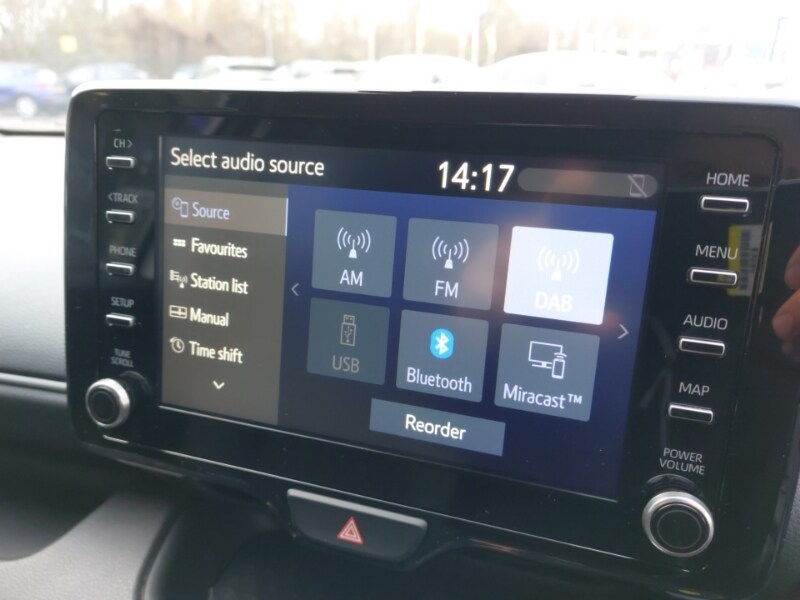 CH>
<TRACK
PHONE
SETUP
TUNE
SCROLL
Select audio source
14:17
Source
Favourites
Station list
Manual
Time shift
AM
FM
DAB
USB
Bluetooth
Miracast™
Reorder
HOME
MENU
AUDIO
MAP
POWER
VOLUME